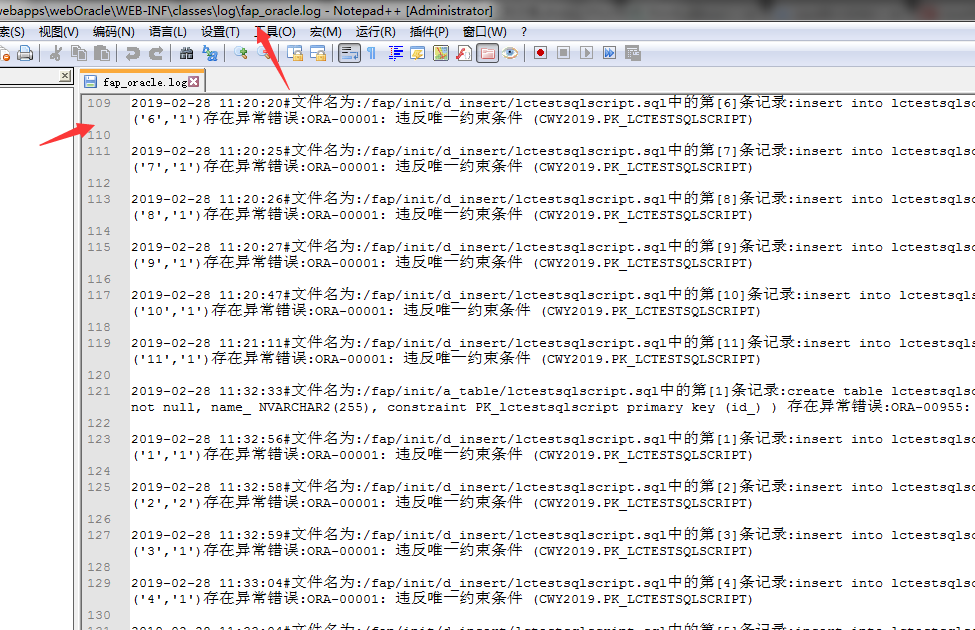 webapps\webOracle\WEB-INF\classes\log\fap_oracle.log - Notepad++ [Administrator]
索(S) 视图(V) 编码(N) 语言(L) 设置(T) 工具(O) 宏(M) 运行(R) 插件(P) 窗口(W) ?
fap_oracle.log
109 2019-02-28 11:20:20#文件名为:/fap/init/d_insert/lctestsqlscript.sql中的第[6]条记录:insert into lctestsqlsc
('6','1')存在异常错误:ORA-00001: 违反唯一约束条件 (CWY2019.PK_LCTESTSQLSCRIPT)
110
111 2019-02-28 11:20:25#文件名为:/fap/init/d_insert/lctestsqlscript.sql中的第[7]条记录:insert into lctestsqlsc
('7','1')存在异常错误:ORA-00001: 违反唯一约束条件 (CWY2019.PK_LCTESTSQLSCRIPT)
112
113 2019-02-28 11:20:26#文件名为:/fap/init/d_insert/lctestsqlscript.sql中的第[8]条记录:insert into lctestsqlsc
('8','1')存在异常错误:ORA-00001: 违反唯一约束条件 (CWY2019.PK_LCTESTSQLSCRIPT)
114
115 2019-02-28 11:20:27#文件名为:/fap/init/d_insert/lctestsqlscript.sql中的第[9]条记录:insert into lctestsqlsc
('9','1')存在异常错误:ORA-00001: 违反唯一约束条件 (CWY2019.PK_LCTESTSQLSCRIPT)
116
117 2019-02-28 11:20:47#文件名为:/fap/init/d_insert/lctestsqlscript.sql中的第[10]条记录:insert into lctestsqls
('10','1')存在异常错误:ORA-00001: 违反唯一约束条件 (CWY2019.PK_LCTESTSQLSCRIPT)
118
119 2019-02-28 11:21:11#文件名为:/fap/init/d_insert/lctestsqlscript.sql中的第[11]条记录:insert into lctestsqls
('11','1')存在异常错误:ORA-00001: 违反唯一约束条件 (CWY2019.PK_LCTESTSQLSCRIPT)
120
121 2019-02-28 11:32:33#文件名为:/fap/init/a_table/lctestsqlscript.sql中的第[1]条记录:create table lctestsqlsc
not null, name_ NVARCHAR2(255), constraint PK_lctestsqlscript primary key (id_) ) 存在异常错误:ORA-00955:
122
123 2019-02-28 11:32:56#文件名为:/fap/init/d_insert/lctestsqlscript.sql中的第[1]条记录:insert into lctestsqlsc
('1','1')存在异常错误:ORA-00001: 违反唯一约束条件 (CWY2019.PK_LCTESTSQLSCRIPT)
124
125 2019-02-28 11:32:58#文件名为:/fap/init/d_insert/lctestsqlscript.sql中的第[2]条记录:insert into lctestsqlsc
('2','2')存在异常错误:ORA-00001: 违反唯一约束条件 (CWY2019.PK_LCTESTSQLSCRIPT)
126
127 2019-02-28 11:32:59#文件名为:/fap/init/d_insert/lctestsqlscript.sql中的第[3]条记录:insert into lctestsqlsc
('3','1')存在异常错误:ORA-00001: 违反唯一约束条件 (CWY2019.PK_LCTESTSQLSCRIPT)
128
129 2019-02-28 11:33:04#文件名为:/fap/init/d_insert/lctestsqlscript.sql中的第[4]条记录:insert into lctestsqlsc
('4','1')存在异常错误:ORA-00001: 违反唯一约束条件 (CWY2019.PK_LCTESTSQLSCRIPT)
130